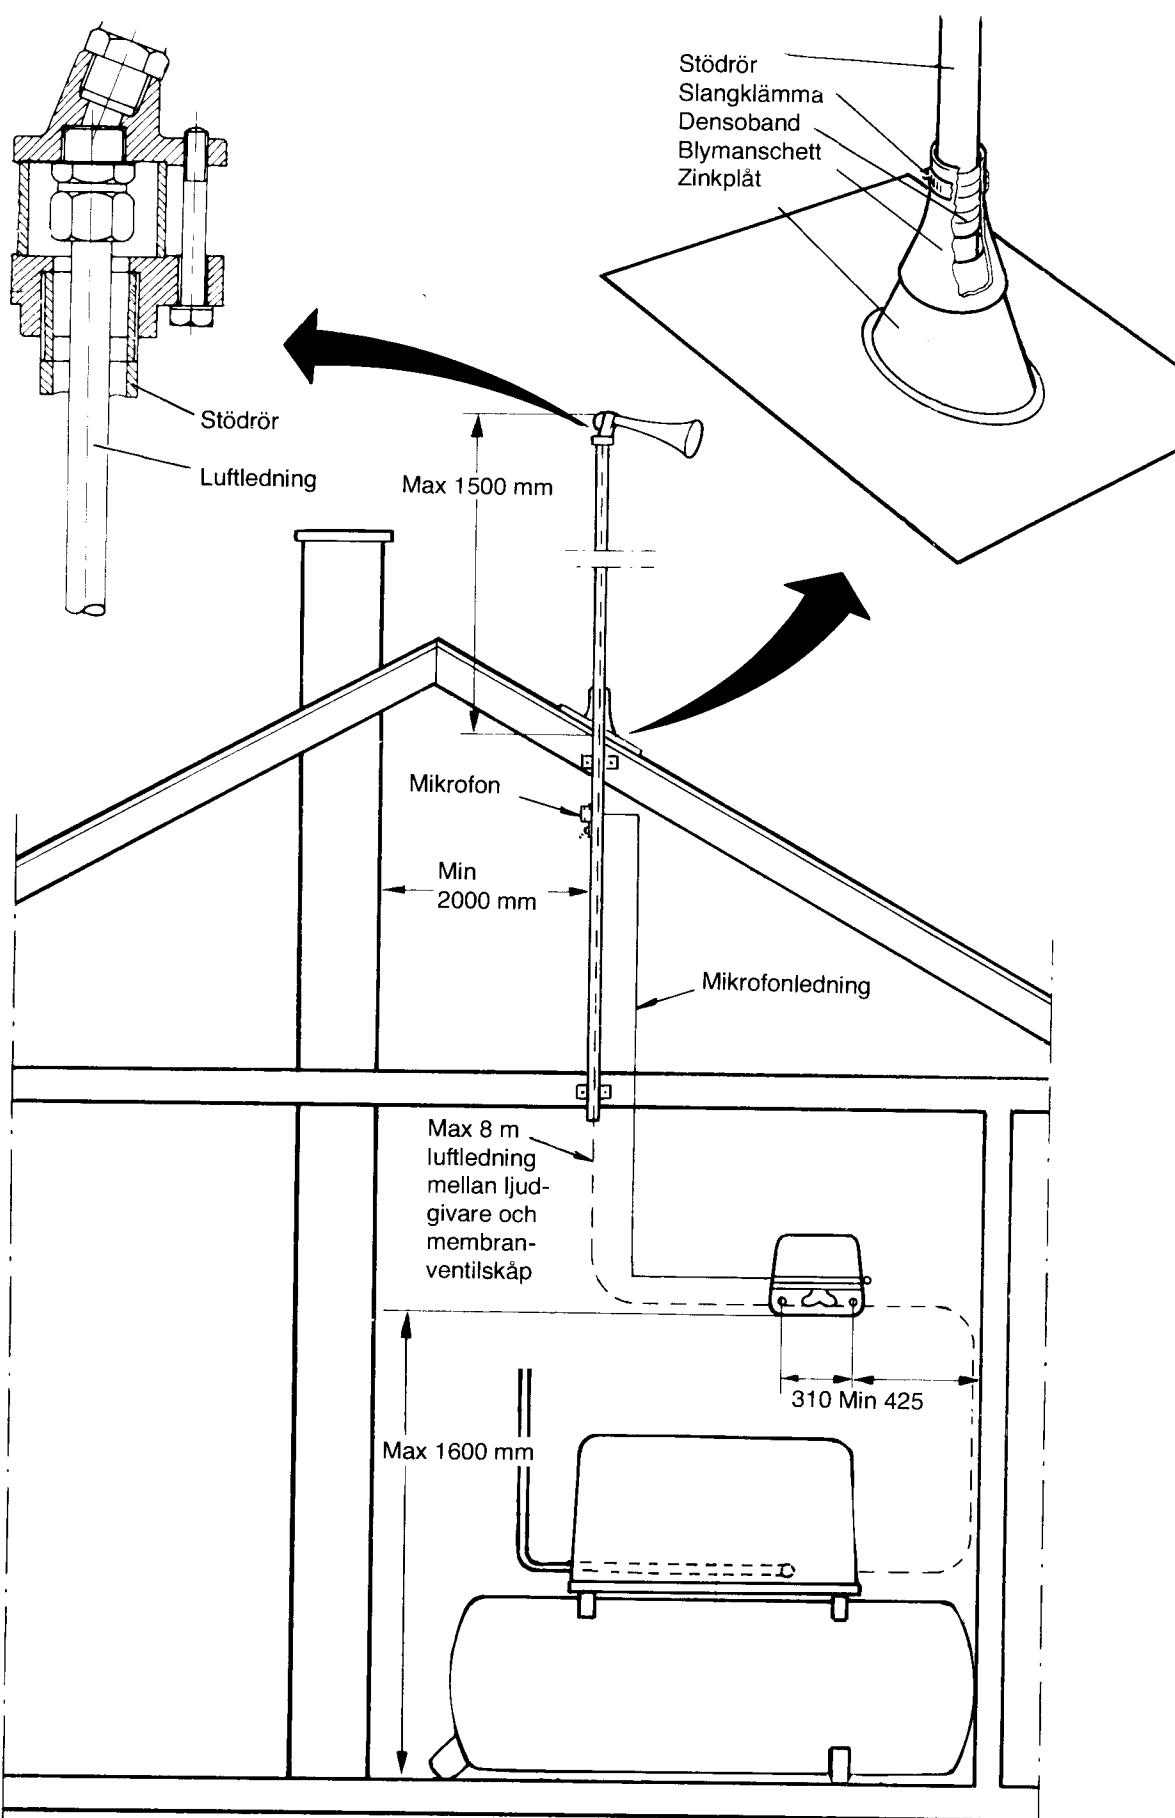 Stödrör
Slangklämma
Densoband
Blymanschett
Zinkplåt
Stödrör
Luftledning
Max 1500 mm
Mikrofon
Min
2000 mm
Mikrofonledning
Max 8 m
luftledning
mellan ljud-
givare och
membran-
ventilskåp
310 Min 425
Max 1600 mm